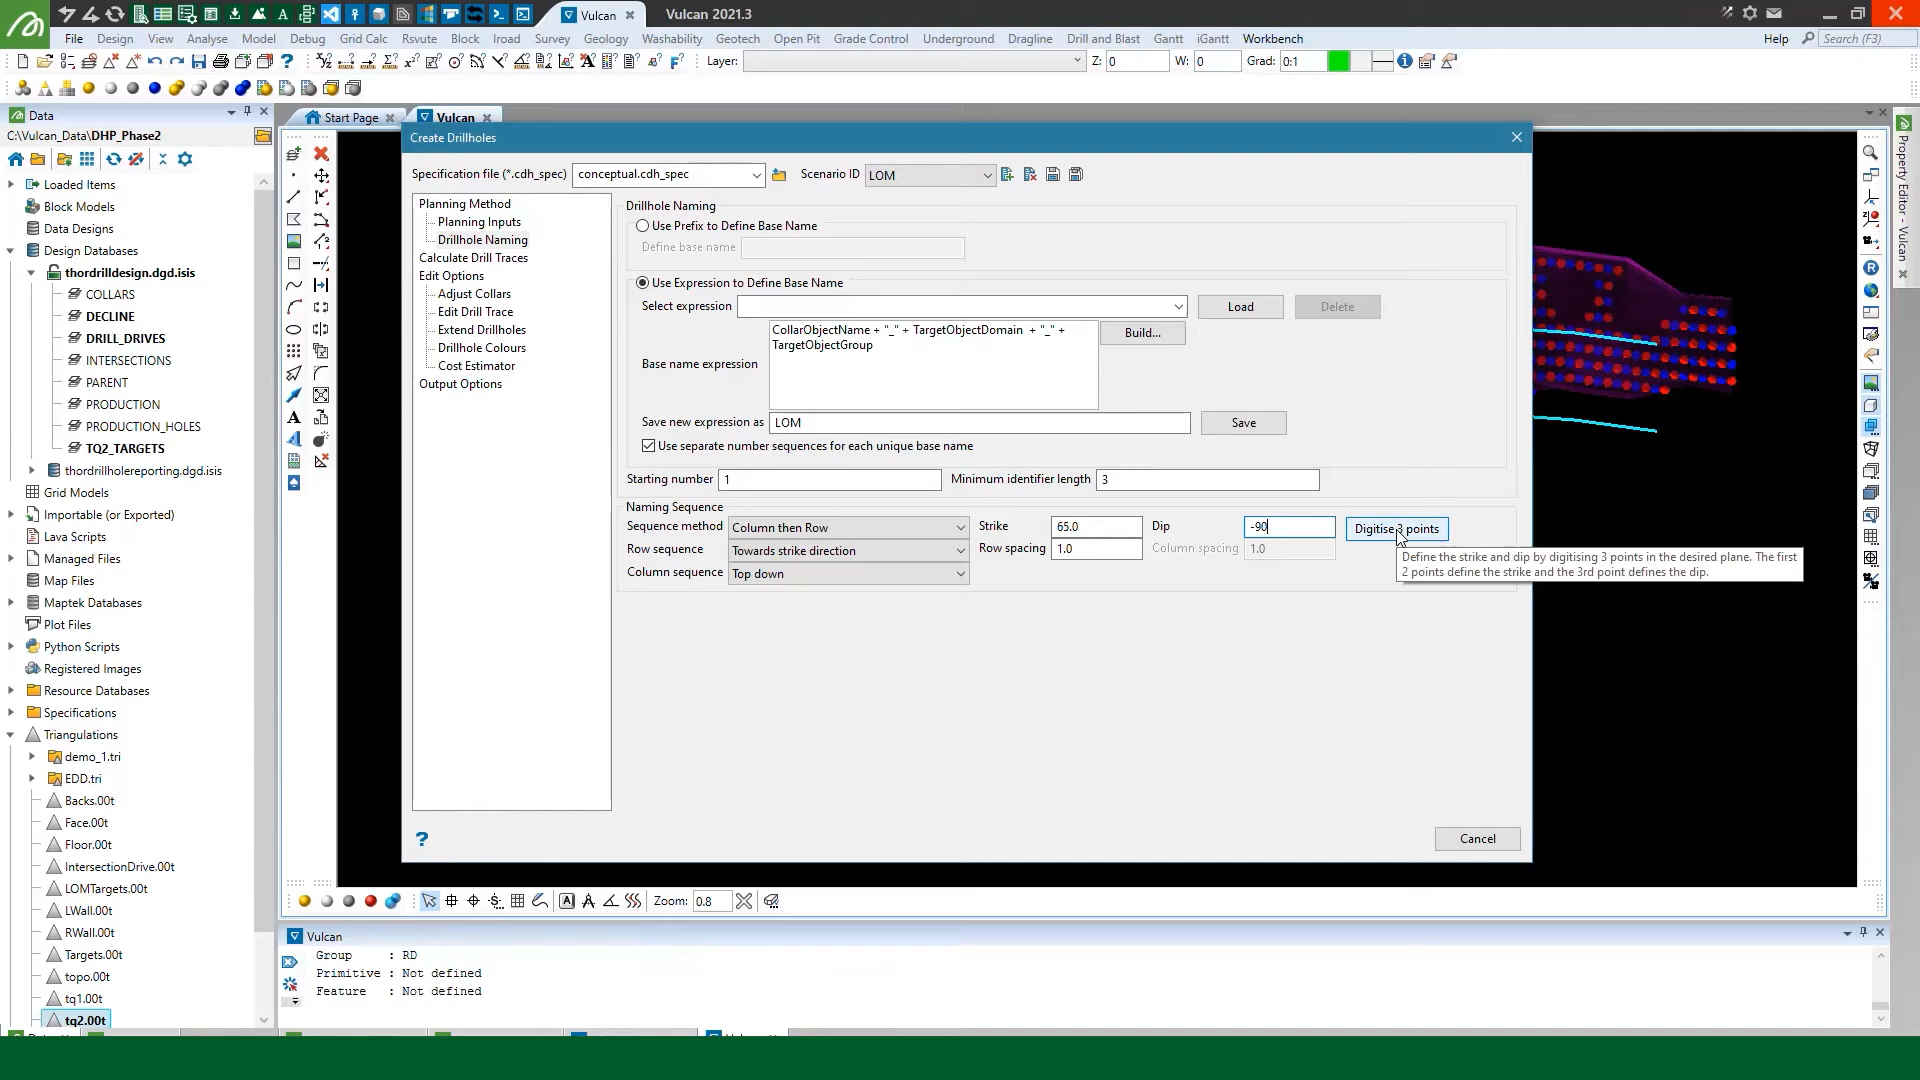 Vulcan
Vulcan 2021.3
File Design View Analyse Model Debug Grid Calc Rsvute Block Iroad Survey Geology Washability Geotech Open Pit Grade Control Underground Dragline Drill and Blast Gantt iGantt Workbench Help Search (F3)
Layer: Z: 0 W: 0 Grad: 0:1
Data
C:\Vulcan_Data\DHP_Phase2
Loaded Items
Block Models
Data Designs
Design Databases
thordrilldesign.dgd.isis
COLLARS
DECLINE
DRILL_DRIVES
INTERSECTIONS
PARENT
PRODUCTION
PRODUCTION_HOLES
TQ2_TARGETS
thordrillholereporting.dgd.isis
Grid Models
Importable (or Exported)
Lava Scripts
Managed Files
Map Files
Maptek Databases
Plot Files
Python Scripts
Registered Images
Resource Databases
Specifications
Triangulations
demo_1.tri
EDD.tri
Backs.00t
Face.00t
Floor.00t
IntersectionDrive.00t
LOMTargets.00t
LWall.00t
RWall.00t
Targets.00t
topo.00t
tq1.00t
tq2.00t
Start Page
Vulcan
Create Drillholes
Specification file (*.cdh_spec) conceptual.cdh_spec Scenario ID LOM
Planning Method
Planning Inputs
Drillhole Naming
Calculate Drill Traces
Edit Options
Adjust Collars
Edit Drill Trace
Extend Drillholes
Drillhole Colours
Cost Estimator
Output Options
Drillhole Naming
Use Prefix to Define Base Name
Define base name
Use Expression to Define Base Name
Select expression Load Delete
CollarObjectName + "_" + TargetObjectDomain + "_" +
TargetObjectGroup
Build...
Base name expression
Save new expression as LOM Save
Use separate number sequences for each unique base name
Starting number 1 Minimum identifier length 3
Naming Sequence
Sequence method Column then Row Strike 65.0 Dip -90 Digitise 3 points
Row sequence Towards strike direction Row spacing 1.0 Column spacing 1.0
Column sequence Top down
Define the strike and dip by digitising 3 points in the desired plane. The first
2 points define the strike and the 3rd point defines the dip.
? Cancel
Property Editor - Vulcan
Zoom: 0.8
Vulcan
Group : RD
Primitive : Not defined
Feature : Not defined